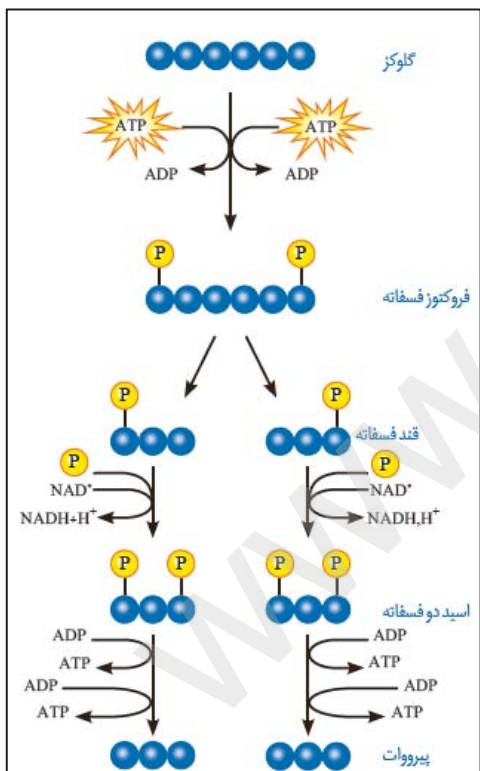 گلوکز
ATP ATP
ADP ADP
P P
فروکتوز فسفاته
P P
قند فسفاته
P P
NAD⁺ NAD⁺
NADH+H⁺ NADH,H⁺
P P P P
اسید دو فسفاته
ADP ADP
ATP ATP
ADP ADP
ATP ATP
پیرووات
WWW